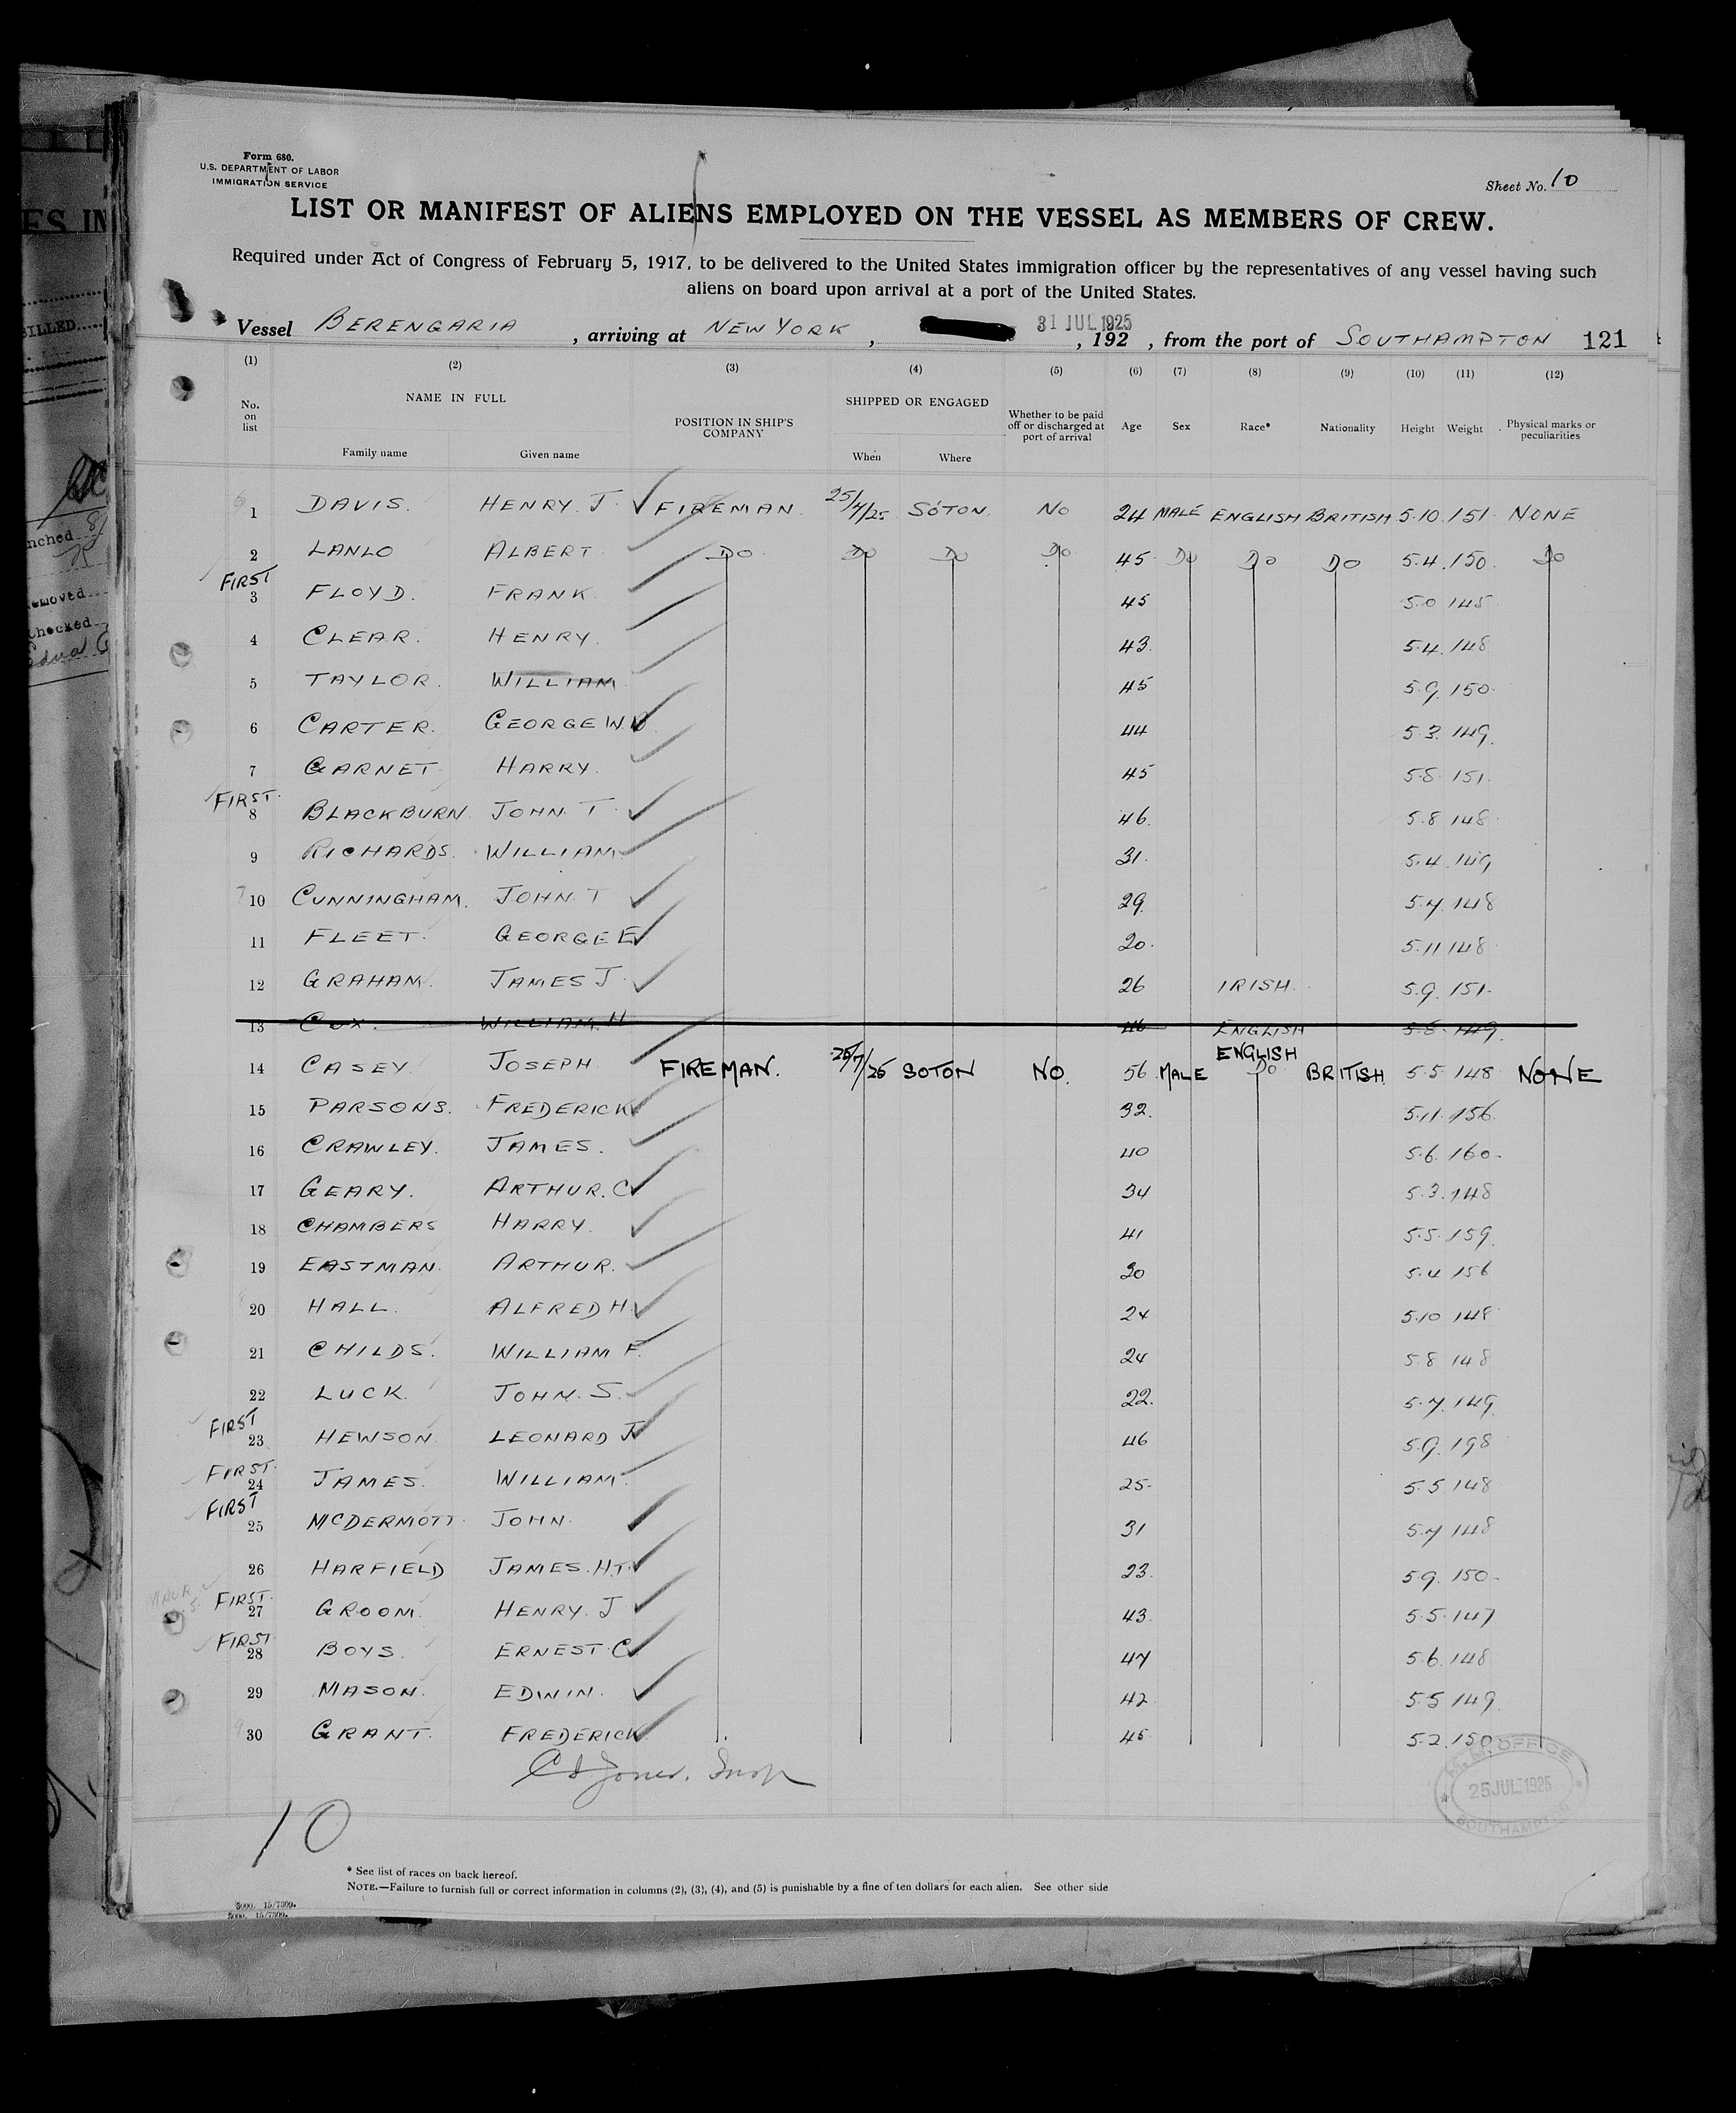 Form 680.
U.S. DEPARTMENT OF LABOR
IMMIGRATION SERVICE
Sheet No. 10
LIST OR MANIFEST OF ALIENS EMPLOYED ON THE VESSEL AS MEMBERS OF CREW.
Required under Act of Congress of February 5, 1917, to be delivered to the United States immigration officer by the representatives of any vessel having such
aliens on board upon arrival at a port of the United States.
Vessel BERENGARIA, arriving at NEW YORK, 31 JUL 1925, 192 , from the port of SOUTHAMPTON 121
(1) (2) (3) (4) (5) (6) (7) (8) (9) (10) (11) (12)
No. on list NAME IN FULL Family name Given name POSITION IN SHIP'S COMPANY SHIPPED OR ENGAGED When Where Whether to be paid off or discharged at port of arrival Age Sex Race* Nationality Height Weight Physical marks or peculiarities
1 DAVIS. HENRY. J. FIREMAN. 25/7/25 SOTON. NO 24 MALE ENGLISH BRITISH 5.10. 151. NONE
2 LANLO ALBERT. DO DO DO DO 45. DO DO DO 5.4. 150. DO
FIRST
3 FLOYD. FRANK. 45 5.0 145
4 CLEAR. HENRY. 43. 5.4. 148
5 TAYLOR. WILLIAM 45 5.9. 150.
6 CARTER. GEORGE W. 44 5.3. 149.
7 GARNET HARRY. 45 5.8. 151.
FIRST.
8 BLACKBURN. JOHN. T. 46. 5.8 148.
9 RICHARDS. WILLIAM. 31. 5.4. 149
10 CUNNINGHAM. JOHN. T 29. 5.7. 148
11 FLEET. GEORGE E 20. 5.11 148
12 GRAHAM. JAMES J. 26 IRISH. 5.9. 151.
13 COX. WILLIAM. H 46 ENGLISH 5.8. 149.
ENGLISH
14 CASEY. JOSEPH FIREMAN. 25/7/25 SOTON NO. 56 MALE DO BRITISH 5.5. 148 NONE
15 PARSONS. FREDERICK 32. 5.11. 156.
16 CRAWLEY. JAMES. 40 5.6. 160.
17 GEARY. ARTHUR. C 34 5.3. 148
18 CHAMBERS HARRY. 41 5.5. 159.
19 EASTMAN. ARTHUR. 30 5.4 156
20 HALL. ALFRED H. 24 5.10 148
21 CHILDS. WILLIAM F. 24 5.8 148
22 LUCK. JOHN. S. 22. 5.7. 149
FIRST
23 HEWSON. LEONARD J 46 5.9. 198
FIRST.
24 JAMES. WILLIAM. 25. 5.5. 148
FIRST
25 McDERMOTT. JOHN. 31 5.7 148
26 HARFIELD JAMES. H.T. 23. 5.9. 150.
FIRST.
27 GROOM. HENRY. J 43. 5.5. 147
FIRST.
28 BOYS. ERNEST. C 47 5.6. 148
29 MASON. EDWIN. 42 5.5 149.
30 GRANT. FREDERICK 45. 5.2. 150
M.M. OFFICE
25 JUL 1925
SOUTHAMPTON
10
* See list of races on back hereof.
NOTE.—Failure to furnish full or correct information in columns (2), (3), (4), and (5) is punishable by a fine of ten dollars for each alien. See other side
5000. 15/7309.